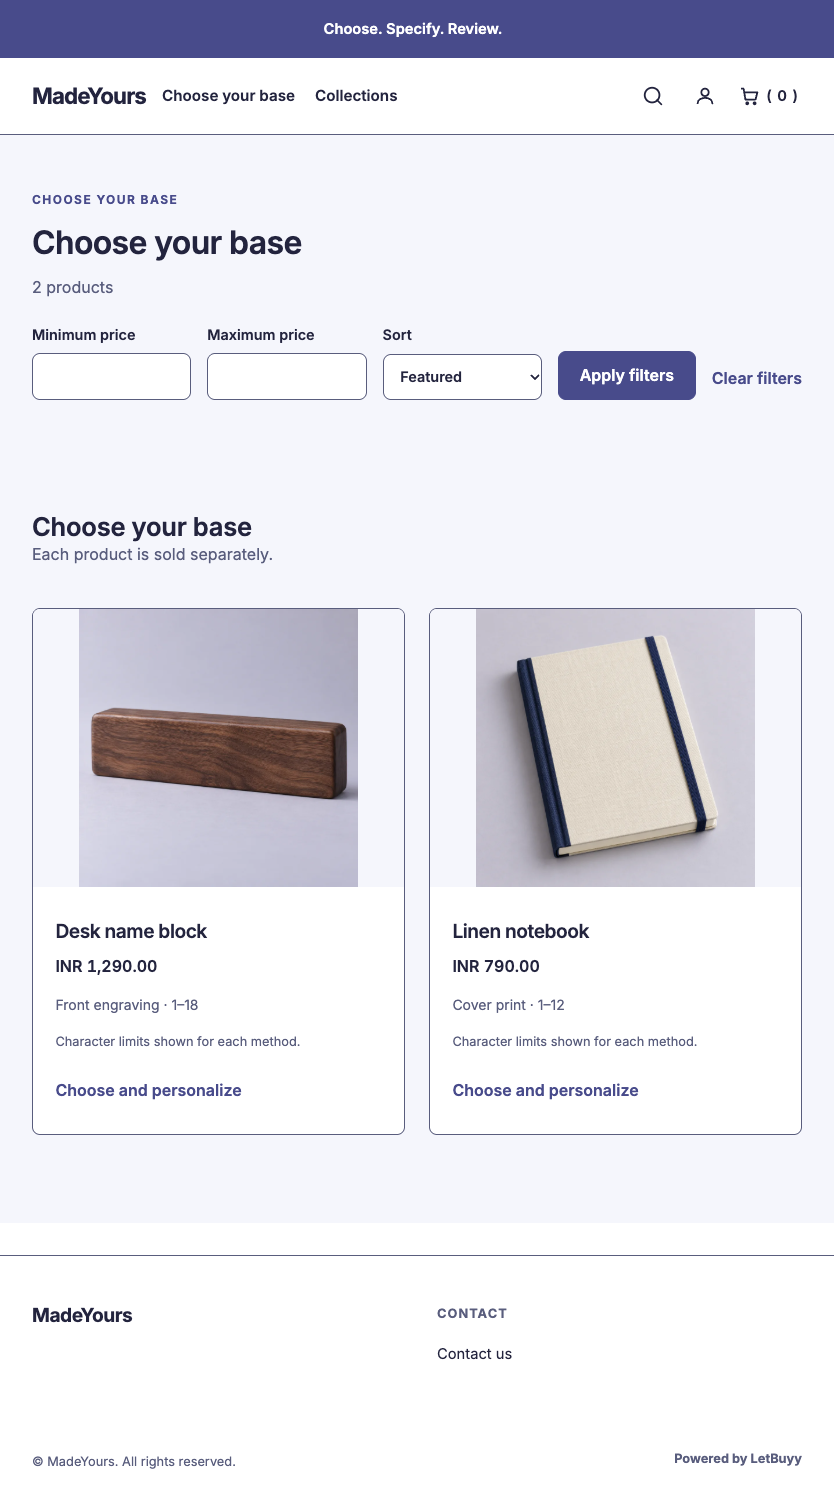 Choose. Specify. Review.
MadeYours Choose your base Collections ( 0 )
CHOOSE YOUR BASE
Choose your base
2 products
Minimum price Maximum price Sort
Featured Apply filters Clear filters
Choose your base
Each product is sold separately.
Desk name block
INR 1,290.00
Front engraving · 1–18
Character limits shown for each method.
Choose and personalize
Linen notebook
INR 790.00
Cover print · 1–12
Character limits shown for each method.
Choose and personalize
MadeYours
CONTACT
Contact us
© MadeYours. All rights reserved.
Powered by LetBuyy